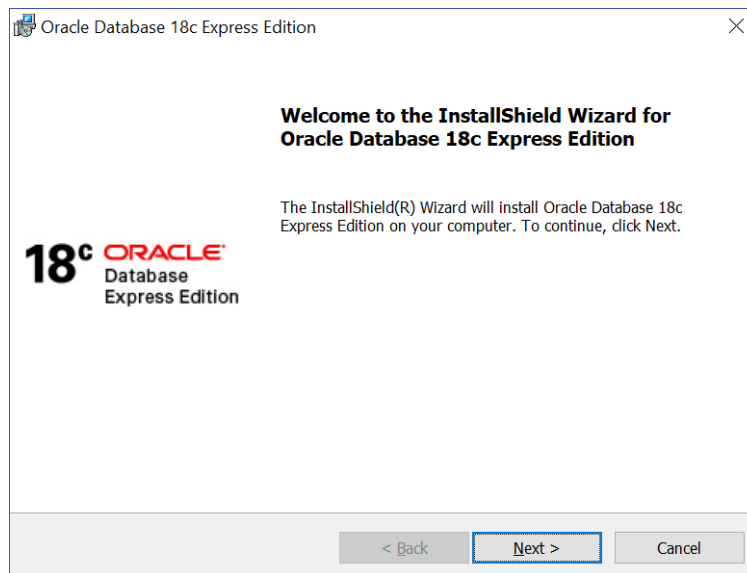 Oracle Database 18c Express Edition
Welcome to the InstallShield Wizard for
Oracle Database 18c Express Edition
The InstallShield(R) Wizard will install Oracle Database 18c
Express Edition on your computer. To continue, click Next.
18c ORACLE
Database
Express Edition
< Back Next > Cancel